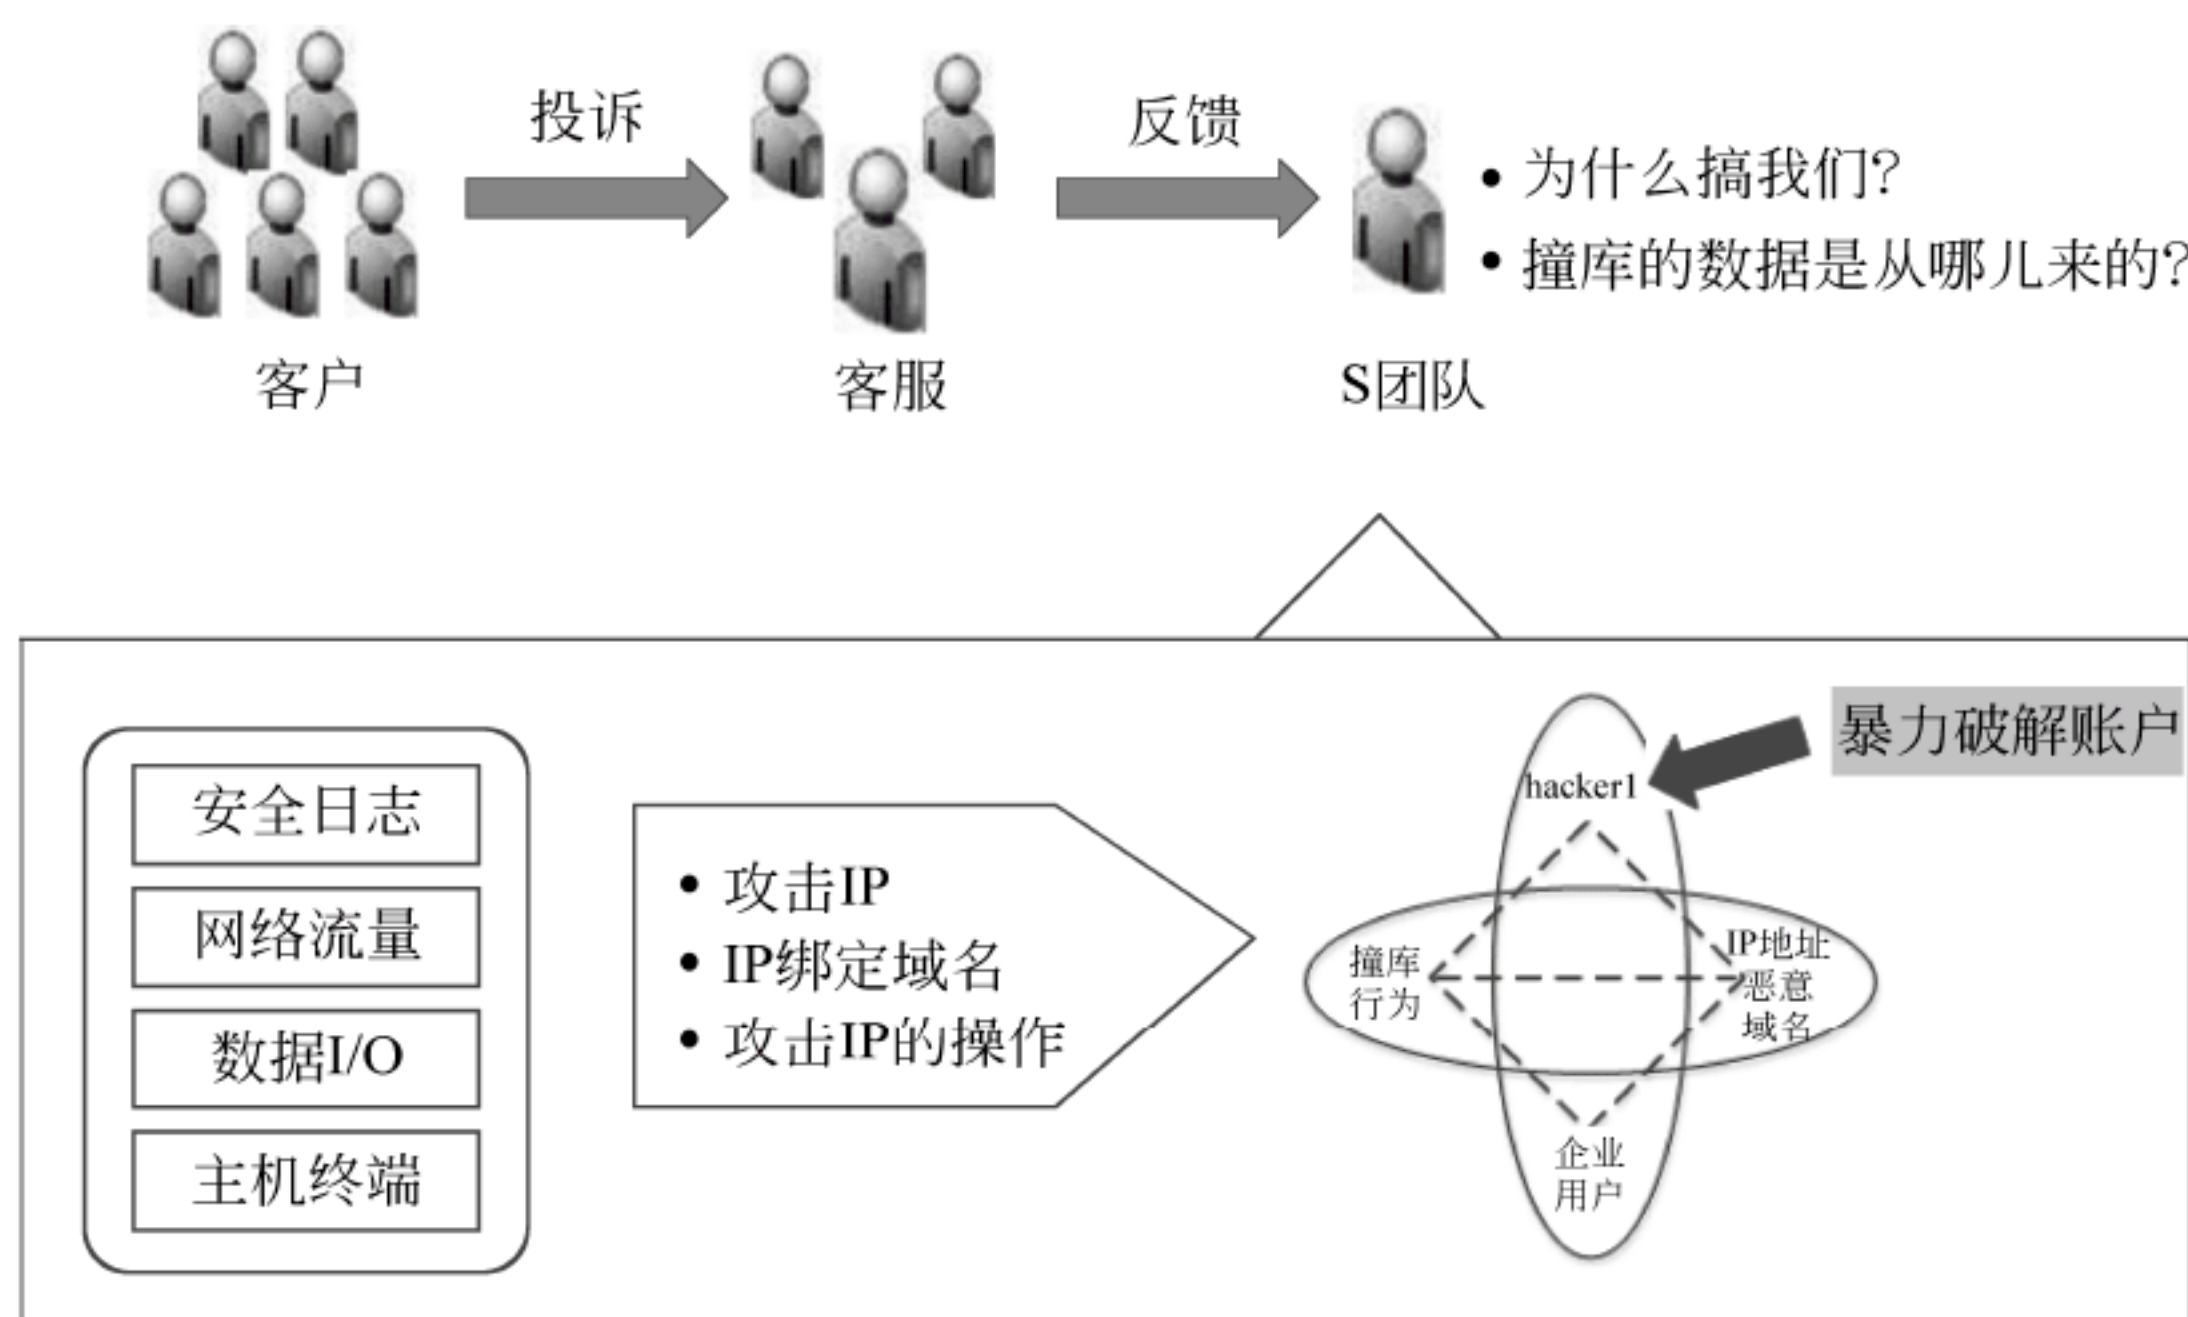 投诉
反馈
• 为什么搞我们?
• 撞库的数据是从哪儿来的?
客户
客服
S团队
安全日志
网络流量
数据I/O
主机终端
• 攻击IP
• IP绑定域名
• 攻击IP的操作
暴力破解账户
hacker1
撞库
行为
IP地址
恶意
域名
企业
用户